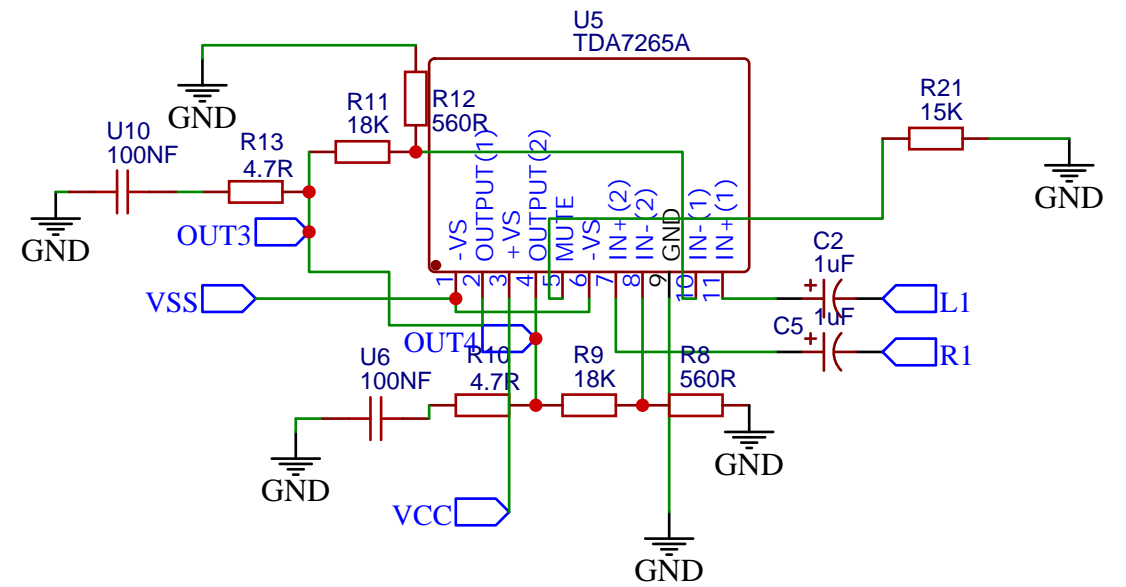 U5
TDA7265A
GND
R12
560R
R11
18K
R21
15K
GND
U10
100NF
R13
4.7R
GND
OUT3
-VS
OUTPUT(1)
+VS
OUTPUT(2)
MUTE
-VS
IN+(2)
IN-(2)
GND
IN-(1)
IN+(1)
1
2
3
4
5
6
7
8
9
10
11
VSS
C2
1uF
L1
C5
1uF
R1
OUT4
U6
100NF
R10
4.7R
R9
18K
R8
560R
GND
GND
VCC
GND